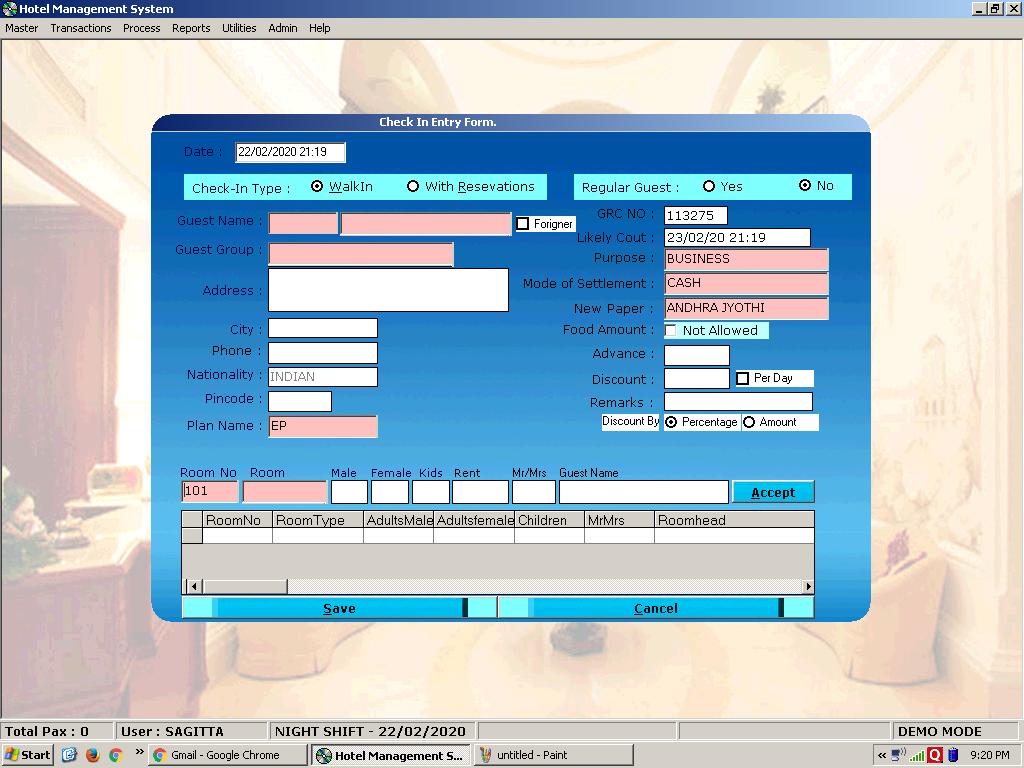 Hotel Management System
Master Transactions Process Reports Utilities Admin Help
Check In Entry Form.
Date : 22/02/2020 21:19
Check-In Type : WalkIn With Resevations Regular Guest : Yes No
Guest Name : Forigner GRC NO : 113275
Likely Cout : 23/02/20 21:19
Guest Group : Purpose : BUSINESS
Address : Mode of Settlement : CASH
New Paper : ANDHRA JYOTHI
City : Food Amount : Not Allowed
Phone : Advance :
Nationality : INDIAN Discount : Per Day
Pincode : Remarks :
Plan Name : EP Discount By Percentage Amount
Room No Room Male Female Kids Rent Mr/Mrs Guest Name
101 Accept
RoomNo RoomType AdultsMale Adultsfemale Children MrMrs Roomhead
Save Cancel
Total Pax : 0 User : SAGITTA NIGHT SHIFT - 22/02/2020 DEMO MODE
Start » Gmail - Google Chrome Hotel Management S... untitled - Paint « Q 9:20 PM